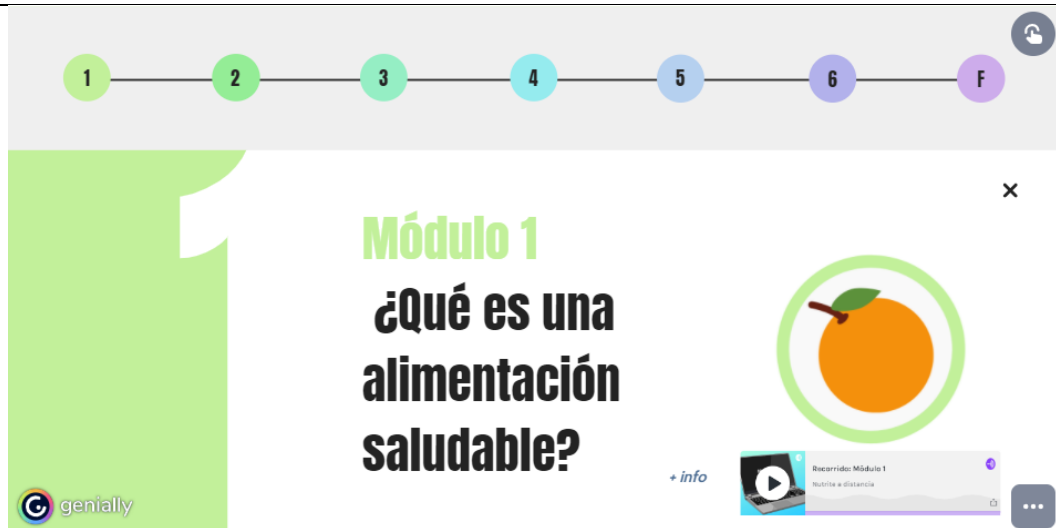 1 2 3 4 5 6 F
1
Módulo 1
¿Qué es una
alimentación
saludable?
+ info
Recorrido: Módulo 1
Nutrite a distancia
genially